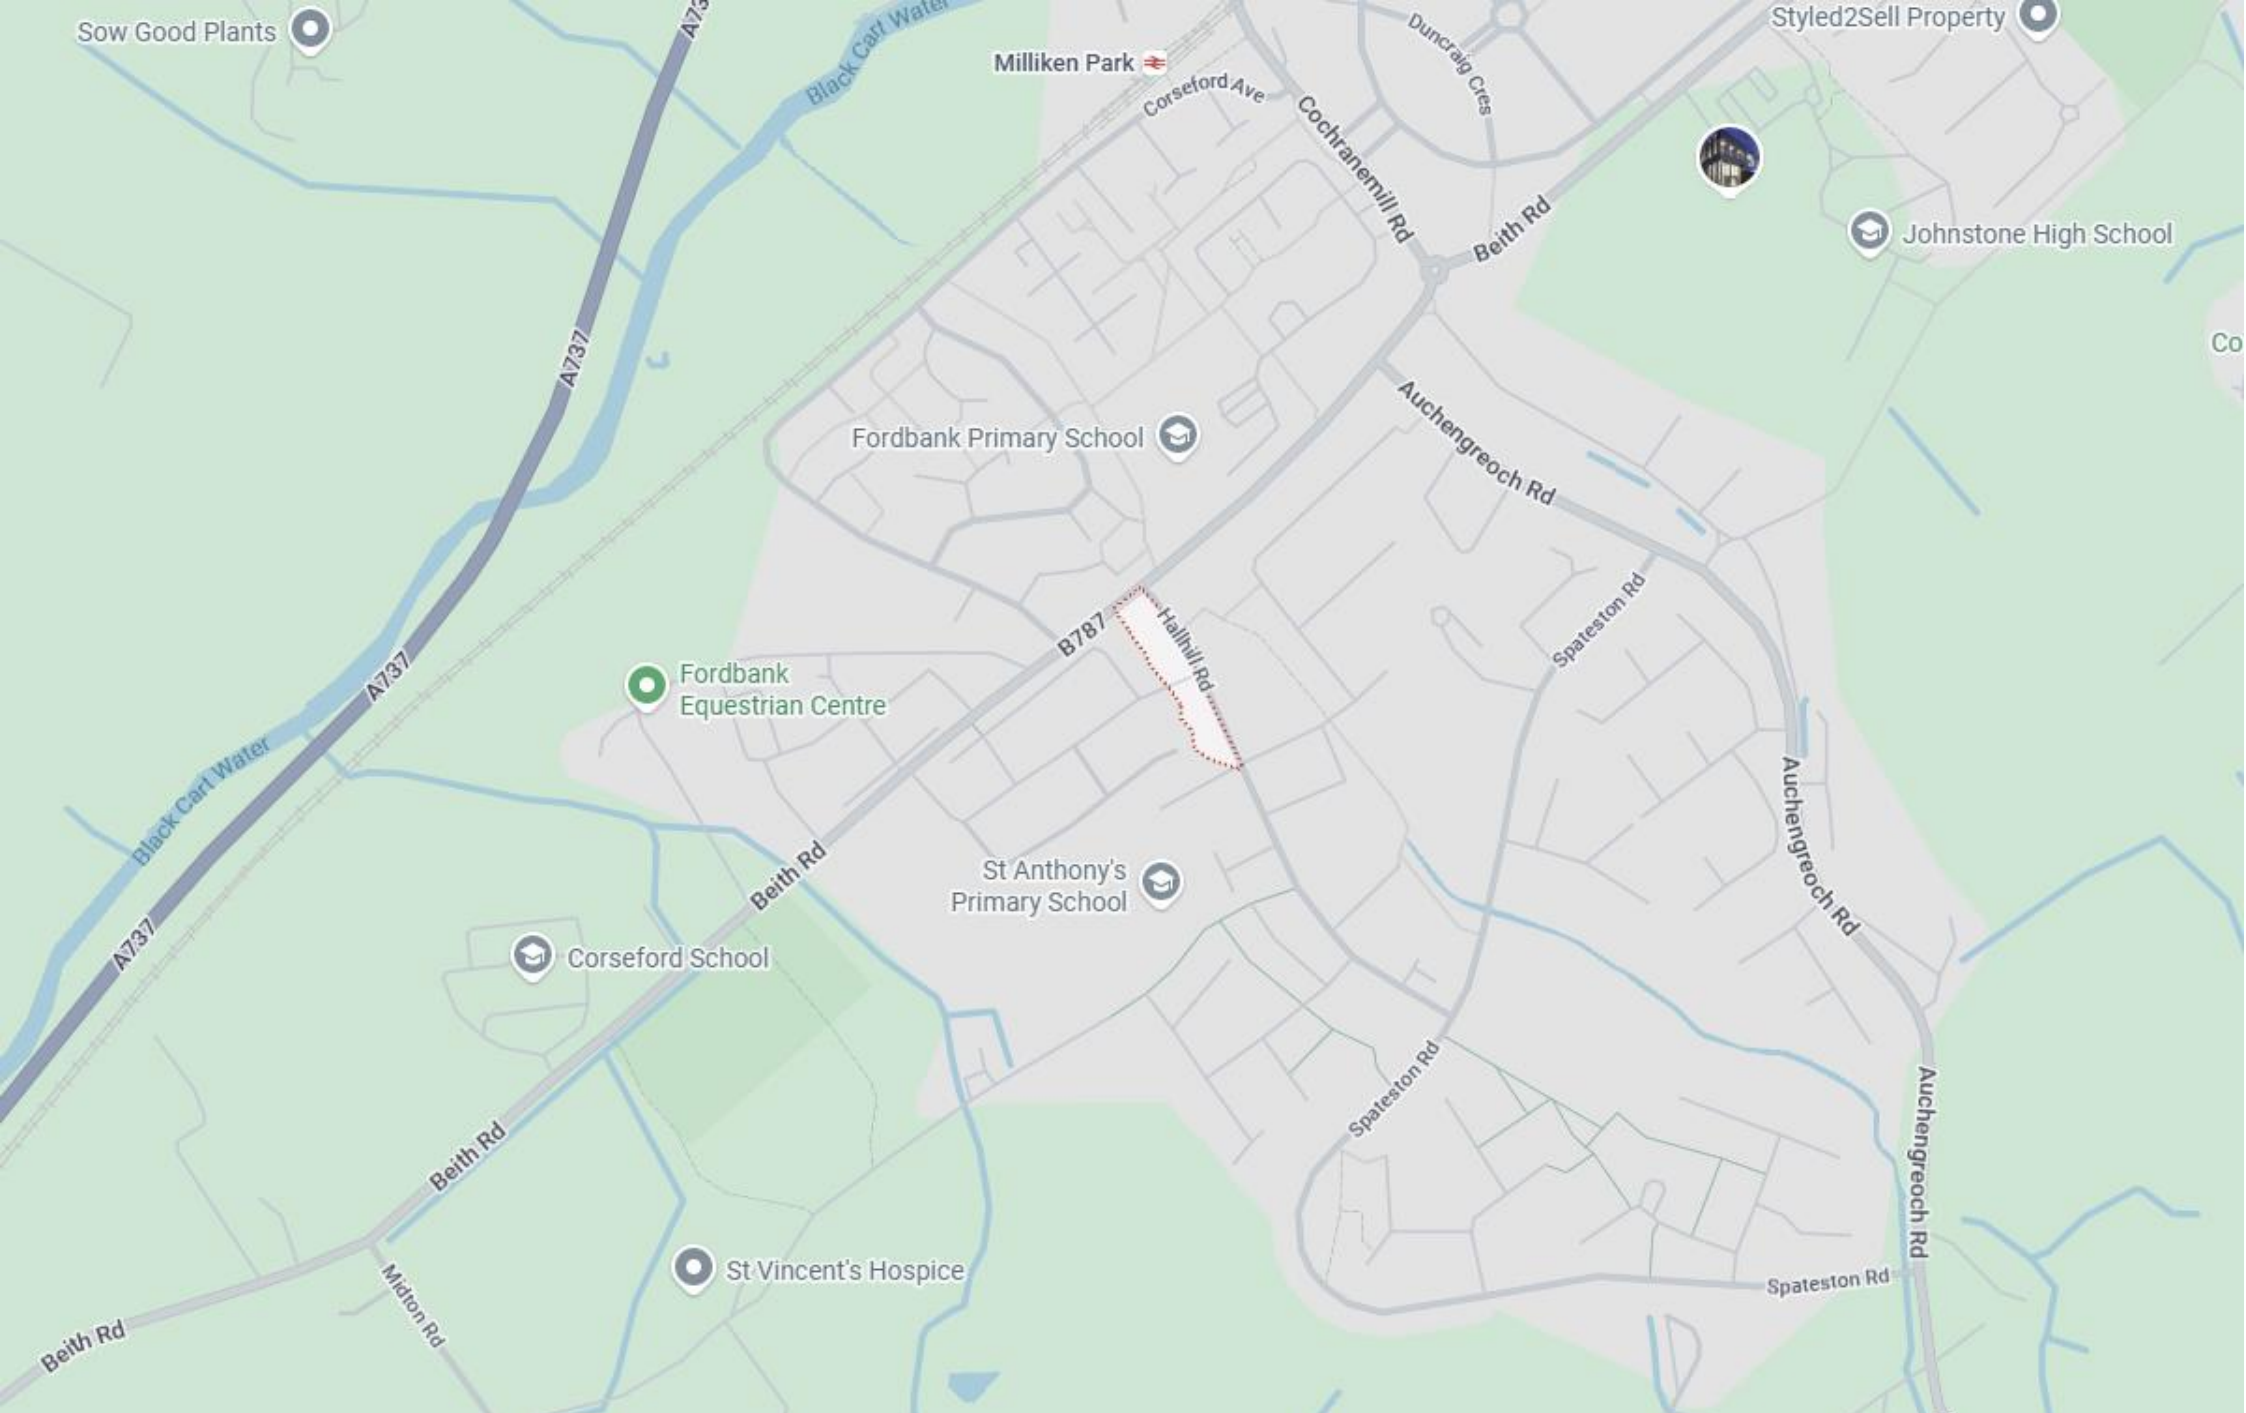 Sow Good Plants
A73
Black Cart Water
Milliken Park
Corseford Ave
Duncraig Cres
Styled2Sell Property
Cochranemill Rd
Beith Rd
Johnstone High School
Co
A737
Auchengreoch Rd
Fordbank Primary School
Spateston Rd
B787
Hallhill Rd
Fordbank
Equestrian Centre
A737
Black Cart Water
Auchengreoch Rd
Beith Rd
St Anthony's
Primary School
A737
Corseford School
Spateston Rd
Beith Rd
Auchengreoch Rd
St Vincent's Hospice
Spateston Rd
Midton Rd
Beith Rd